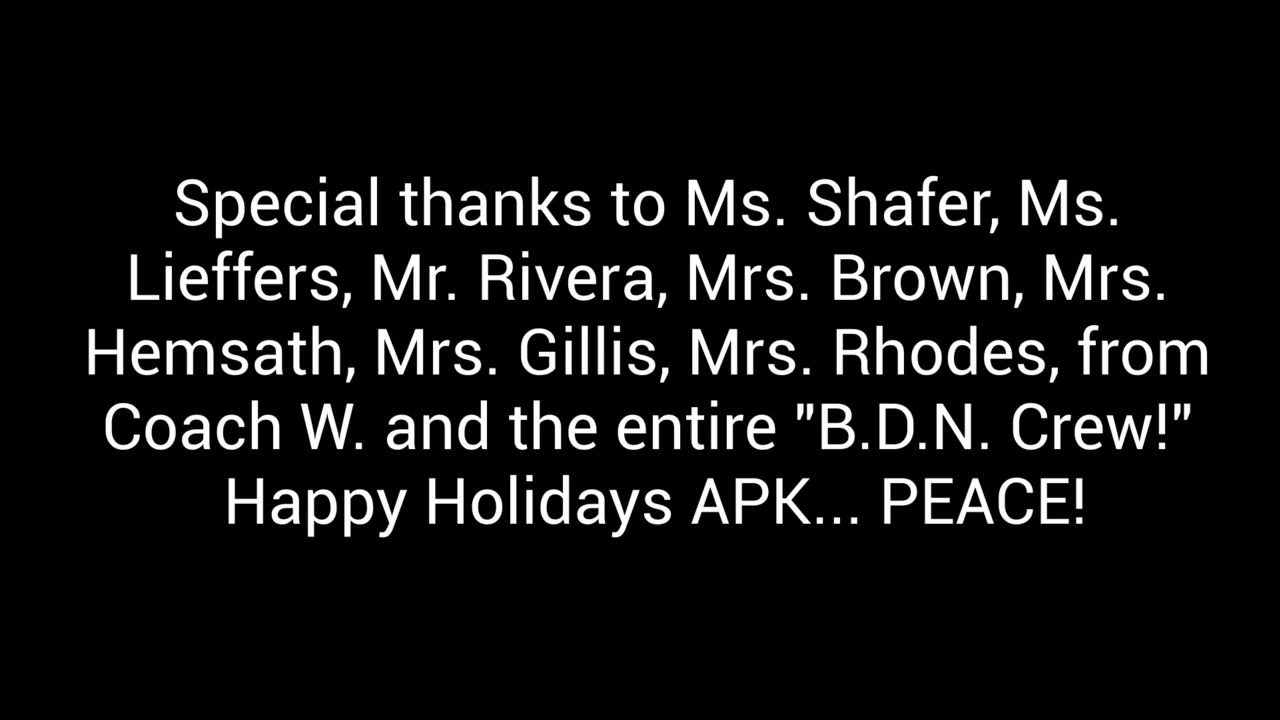 Special thanks to Ms. Shafer, Ms.
Lieffers, Mr. Rivera, Mrs. Brown, Mrs.
Hemsath, Mrs. Gillis, Mrs. Rhodes, from
Coach W. and the entire "B.D.N. Crew!"
Happy Holidays APK... PEACE!